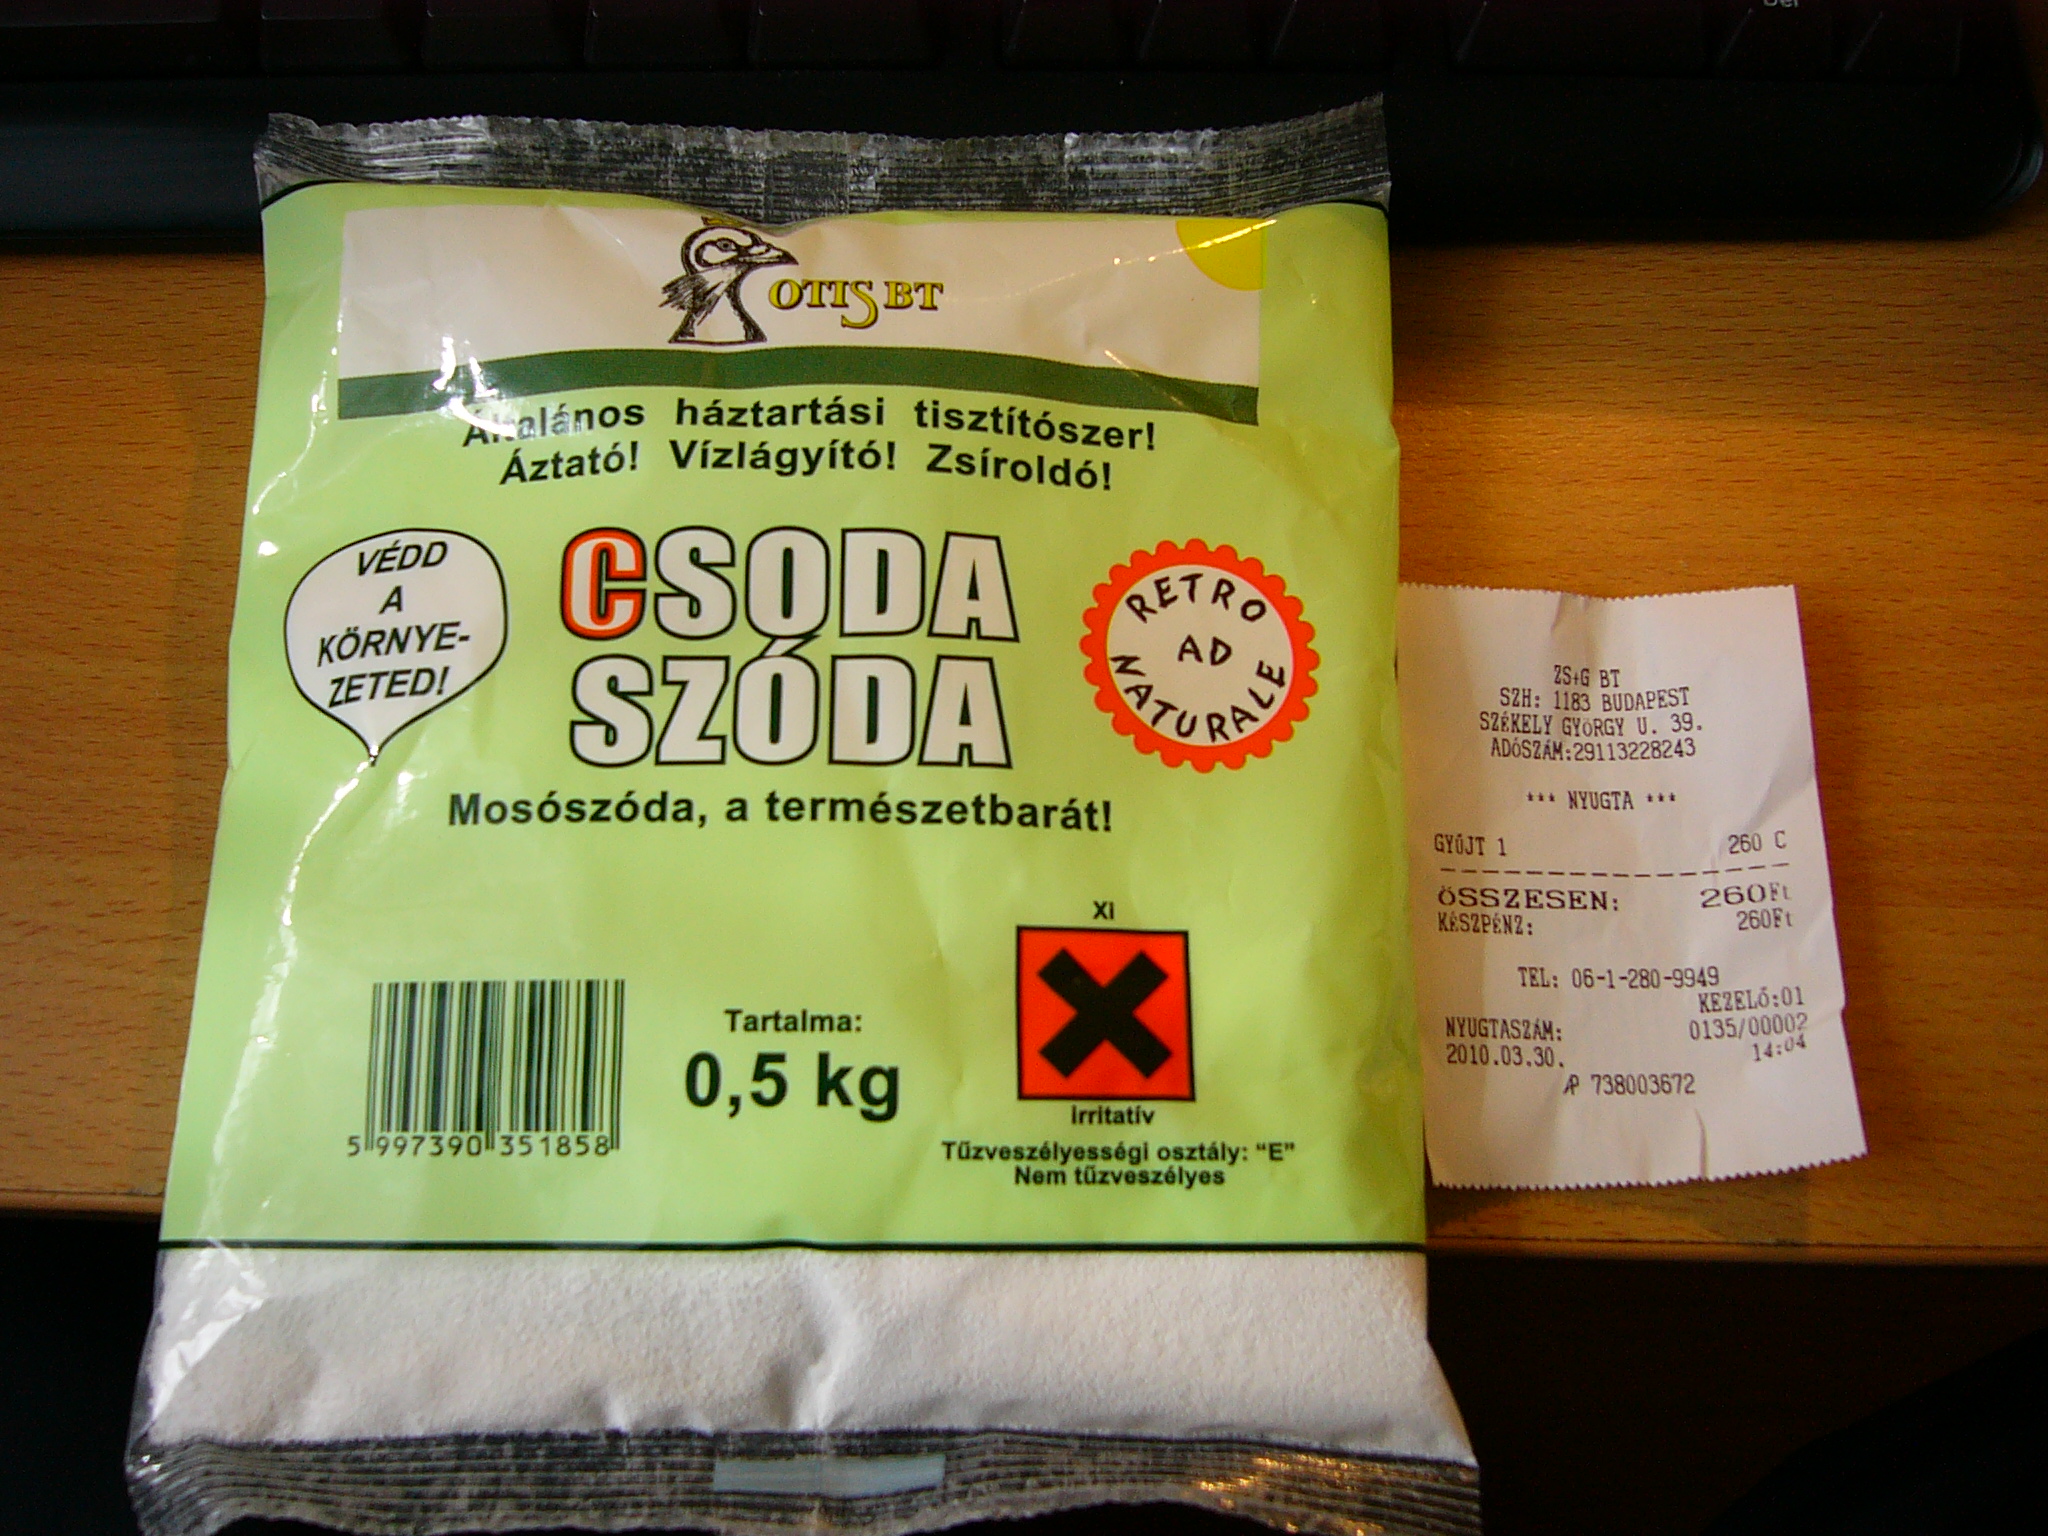 OTIS BT
Általános háztartási tisztítószer!
Áztató! Vízlágyító! Zsíroldó!
VÉDD
A
KÖRNYE-
ZETED!
CSODA
SZÓDA
RETRO
AD
NATURALE
Mosószóda, a természetbarát!
Xi
irritatív
Tűzveszélyességi osztály: "E"
Nem tűzveszélyes
Tartalma:
0,5 kg
5 997390 351858
ZS+G BT
SZH: 1183 BUDAPEST
SZÉKELY GYÖRGY U. 39.
ADÓSZÁM:29113228243
*** NYUGTA ***
GYŰJT 1 260 C
ÖSSZESEN: 260Ft
KÉSZPÉNZ: 260Ft
TEL: 06-1-280-9949
KEZELŐ:01
NYUGTASZÁM: 0135/00002
2010.03.30. 14:04
AP 738003672